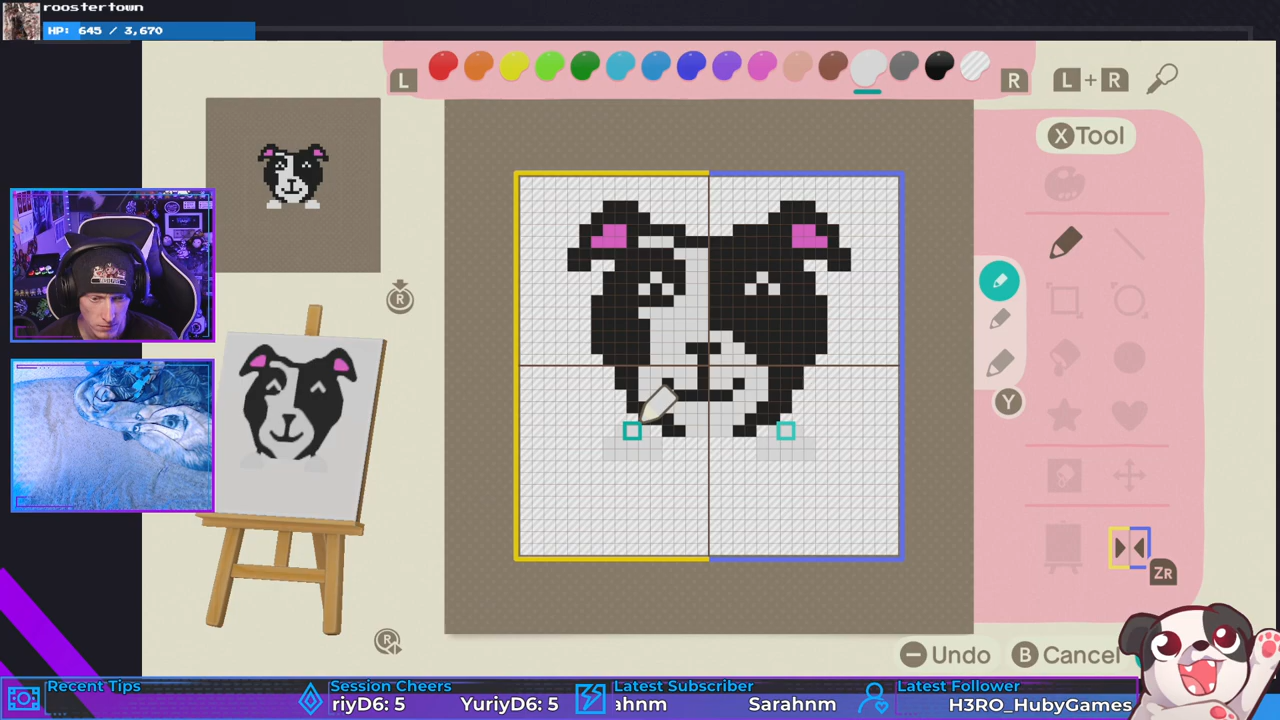 roostertown
HP: 645 / 3,670
L
R
L + R
X Tool
R
Y
ZR
R
Undo
B Cancel
Recent Tips
Session Cheers
Latest Subscriber
Latest Follower
riyD6: 5 YuriyD6: 5
ahnm Sarahnm
H3RO_HubyGames